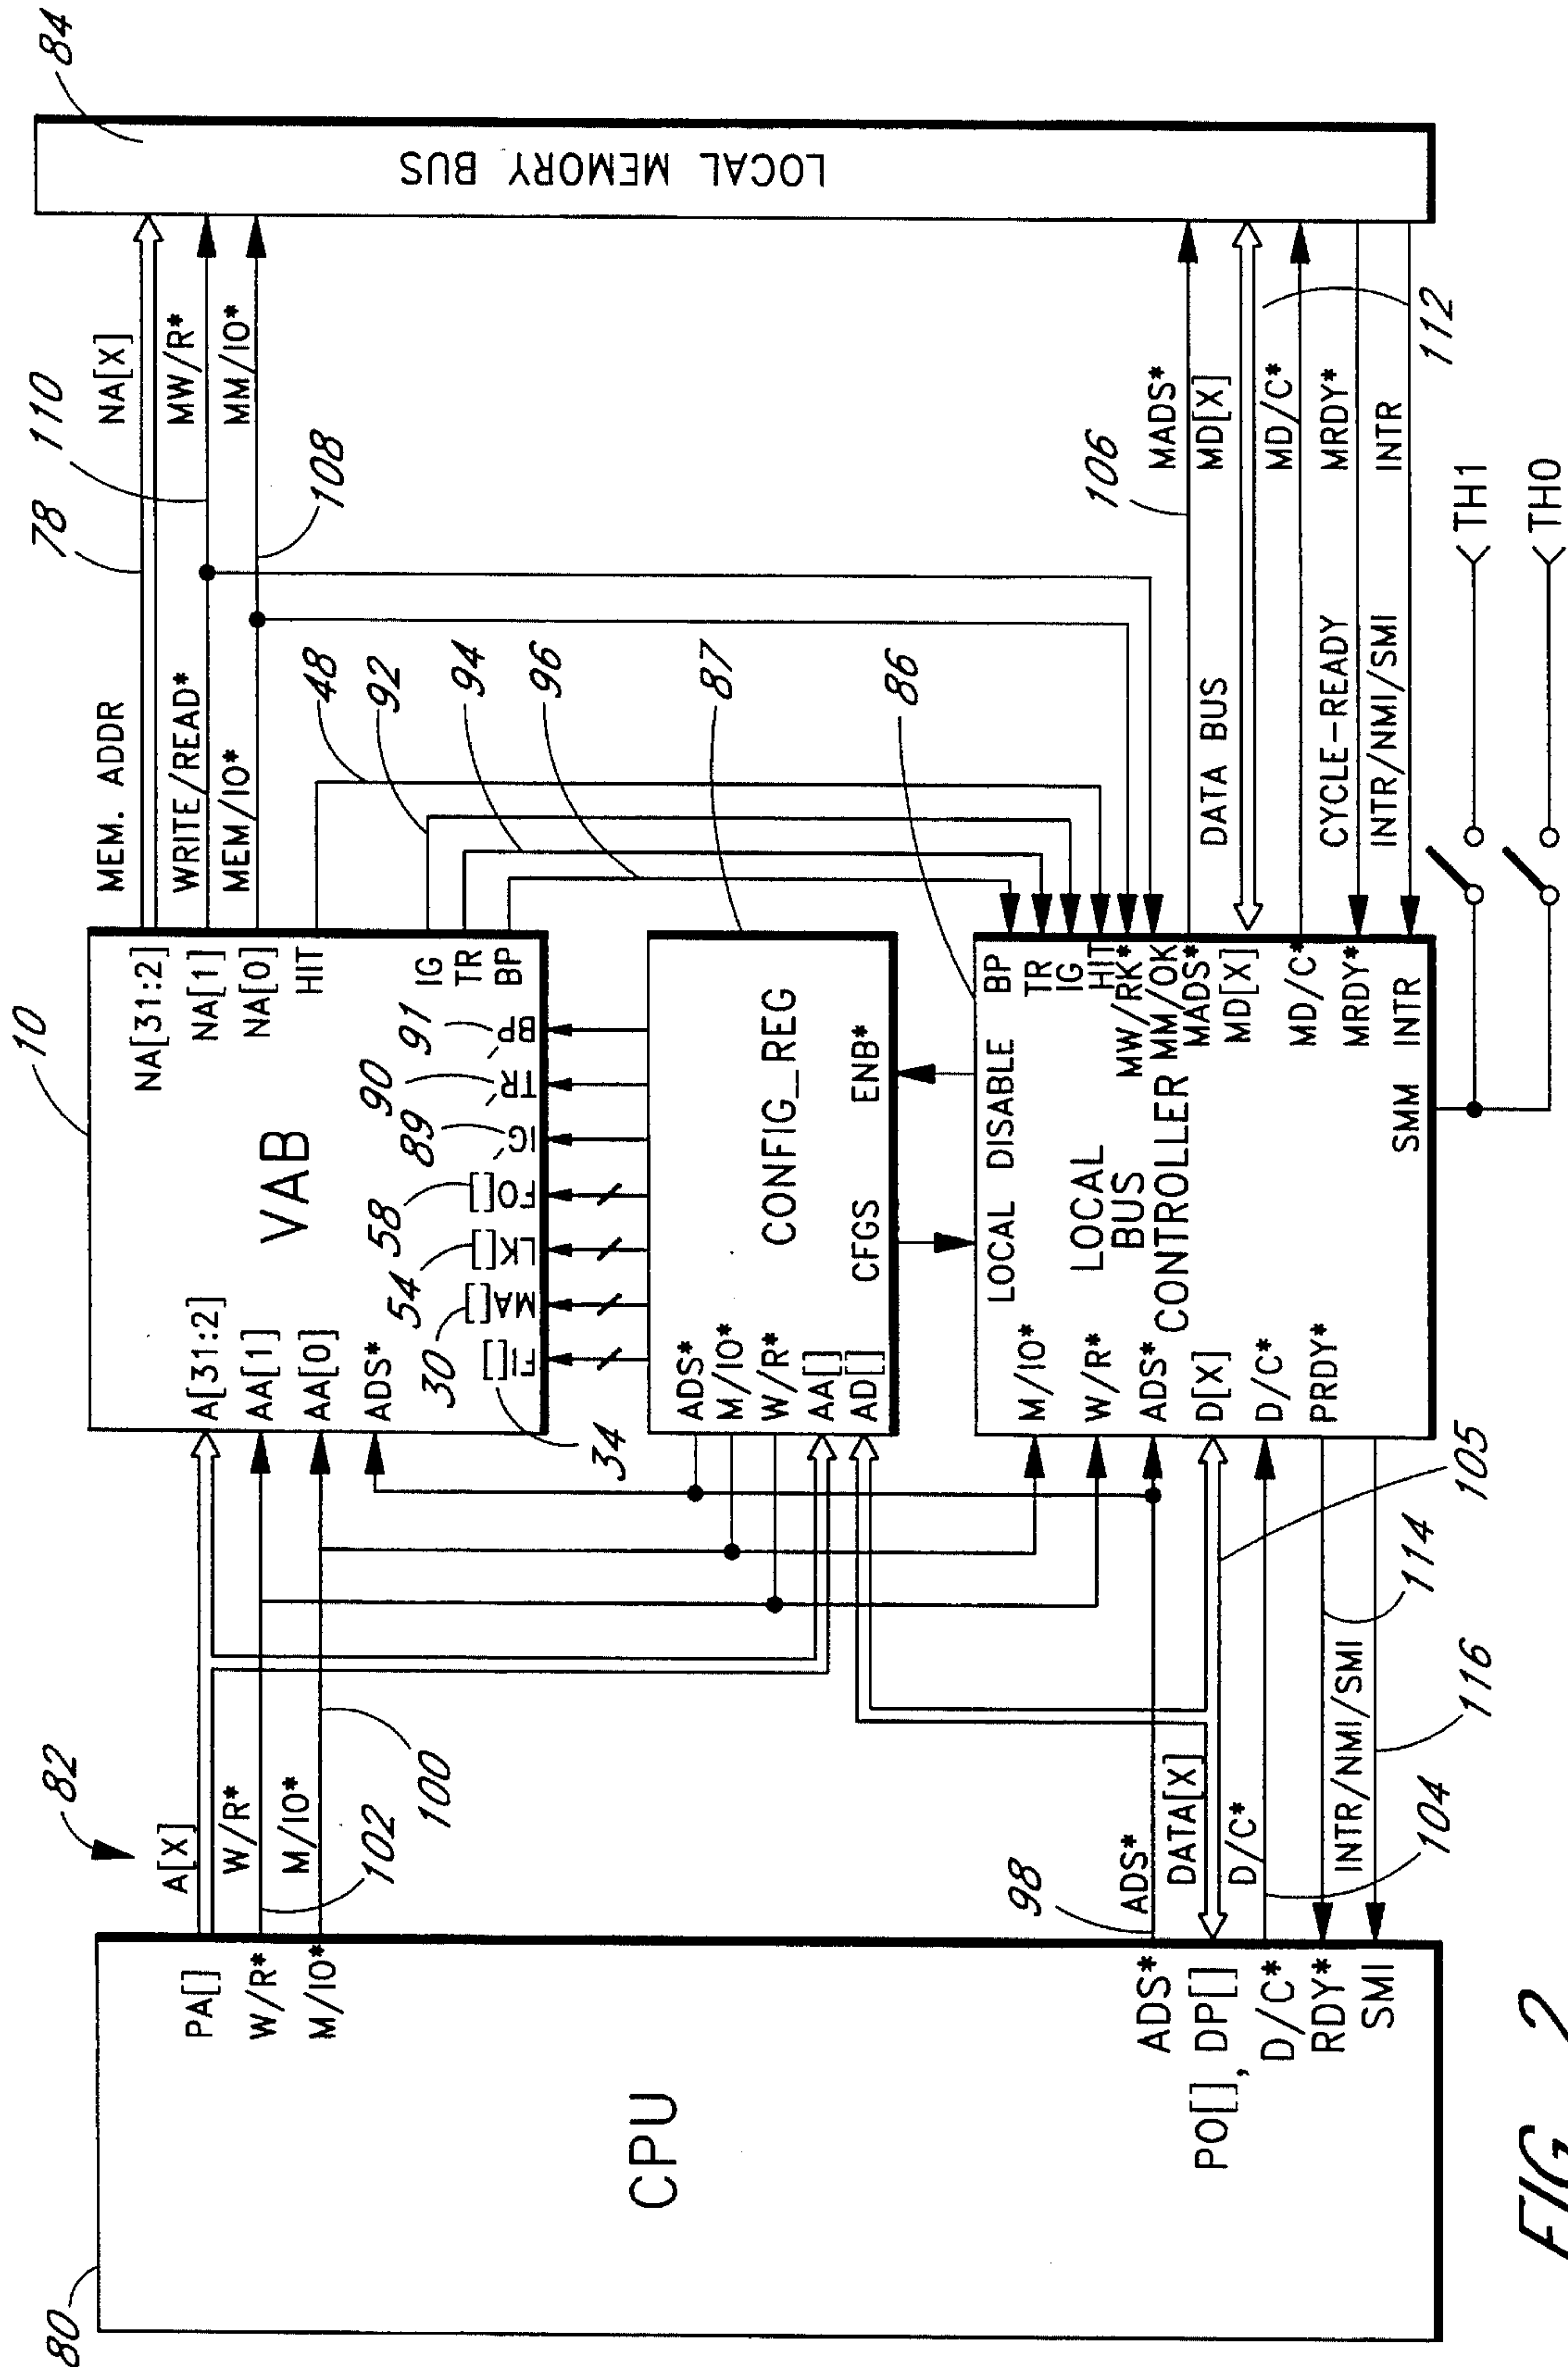 82
80
CPU
PA[]
W/R*
M/IO*
ADS*
PO[], DP[]
D/C*
RDY*
SMI
A[X]
W/R*
102
M/IO*
100
98
ADS*
DATA[X]
D/C*
104
INTR/NMI/SMI
116
114
105
10
VAB
A[31:2]
AA[1]
AA[0]
ADS*
NA[31:2]
NA[1]
NA[0]
HIT
IG
TR
BP
FI[]
MA[]
LK[]
FO[]
IG
TR
BP
34
30
54
58
89
90
91
CONFIG_REG
ADS*
M/IO*
W/R*
AA[]
AD[]
CFGS
ENB*
87
LOCAL DISABLE
LOCAL
BUS
CONTROLLER
M/IO*
W/R*
ADS*
D[X]
D/C*
PRDY*
BP
TR
IG
HIT
MW/RK*
MM/OK
MADS*
MD[X]
MD/C*
MRDY*
SMM INTR
86
48
92
94
96
MEM. ADDR
NA[X]
WRITE/READ*
MW/R*
MEM/IO*
MM/IO*
78
110
108
106
MADS*
DATA BUS
MD[X]
MD/C*
CYCLE-READY
MRDY*
INTR/NMI/SMI
INTR
112
TH1
TH0
LOCAL MEMORY BUS
84
FIG. 2